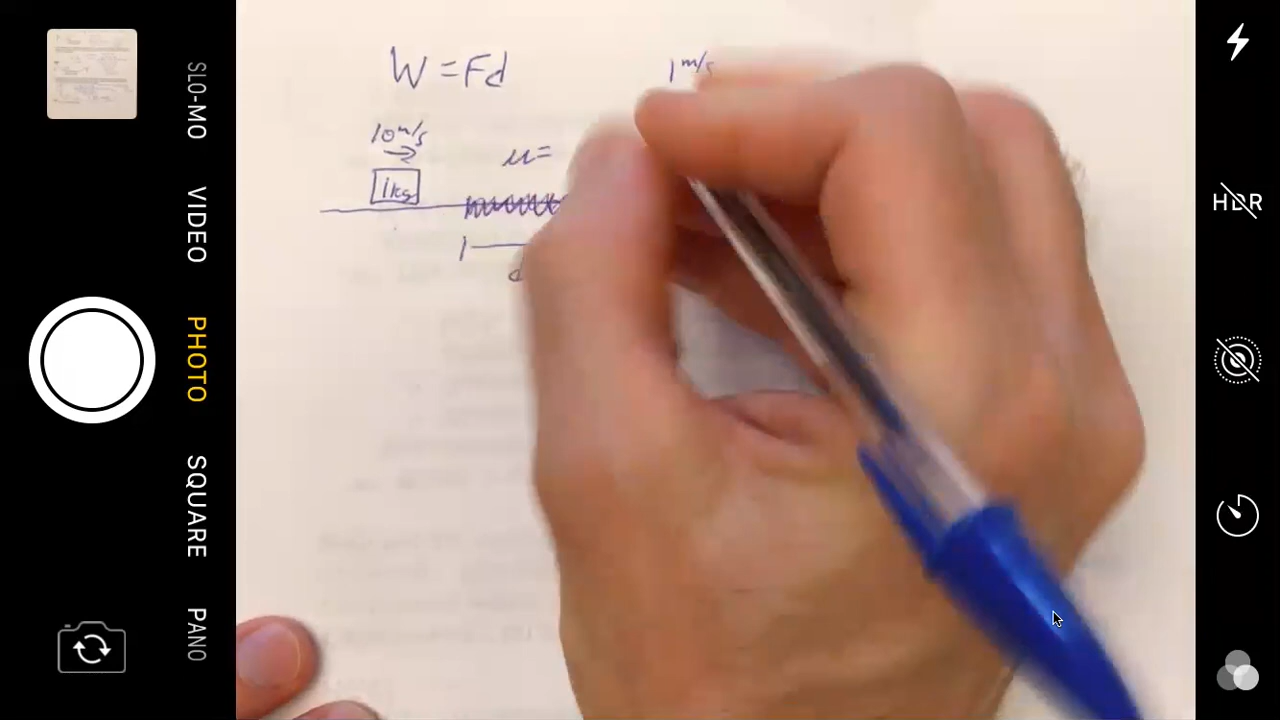 W = Fd
1 m/s
10 m/s
μ =
1kg
d
SLO-MO
VIDEO
PHOTO
SQUARE
PANO
HDR